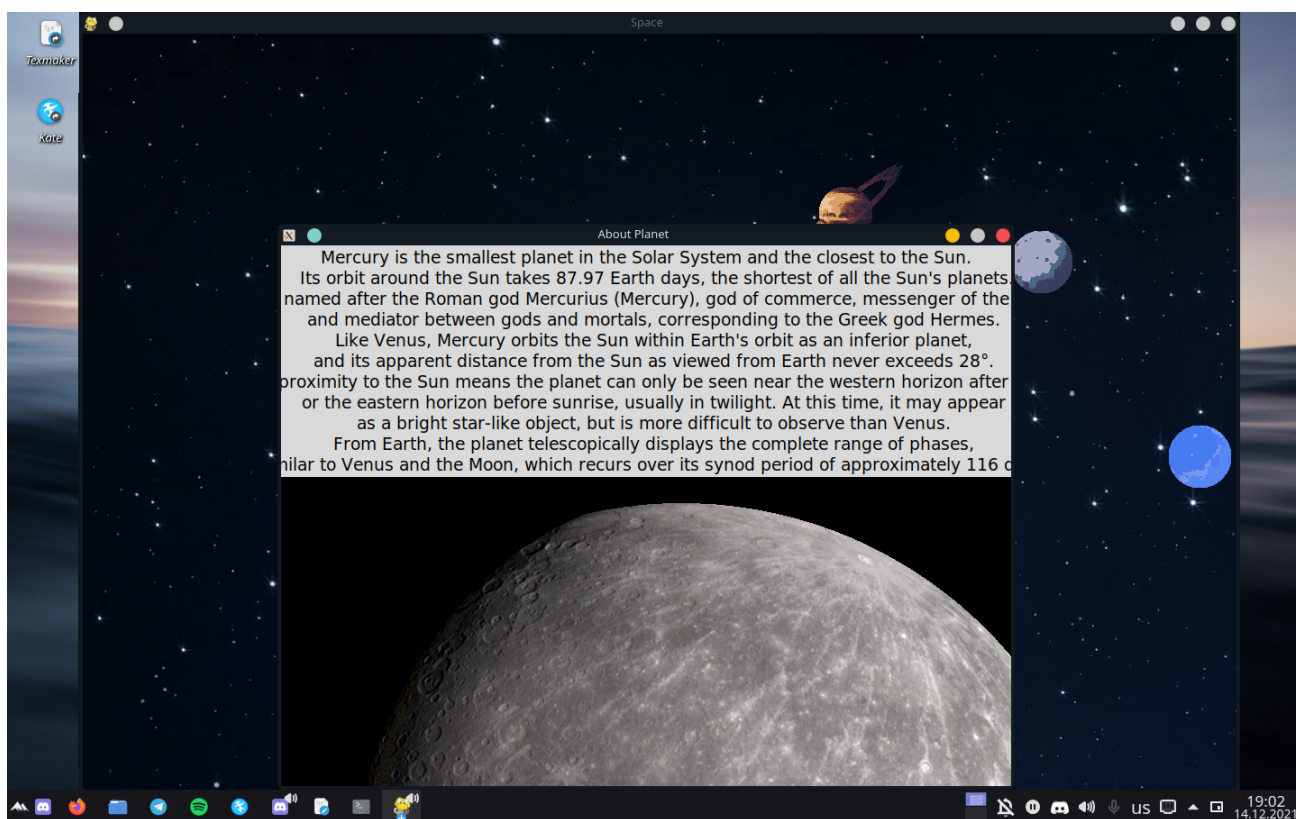 Space
Texmaker
Kate
About Planet
Mercury is the smallest planet in the Solar System and the closest to the Sun.
Its orbit around the Sun takes 87.97 Earth days, the shortest of all the Sun's planets.
named after the Roman god Mercurius (Mercury), god of commerce, messenger of the
and mediator between gods and mortals, corresponding to the Greek god Hermes.
Like Venus, Mercury orbits the Sun within Earth's orbit as an inferior planet,
and its apparent distance from the Sun as viewed from Earth never exceeds 28°.
proximity to the Sun means the planet can only be seen near the western horizon after
or the eastern horizon before sunrise, usually in twilight. At this time, it may appear
as a bright star-like object, but is more difficult to observe than Venus.
From Earth, the planet telescopically displays the complete range of phases,
to Venus and the Moon, which recurs over its synod period of approximately 116
us
19:02
14.12.2021